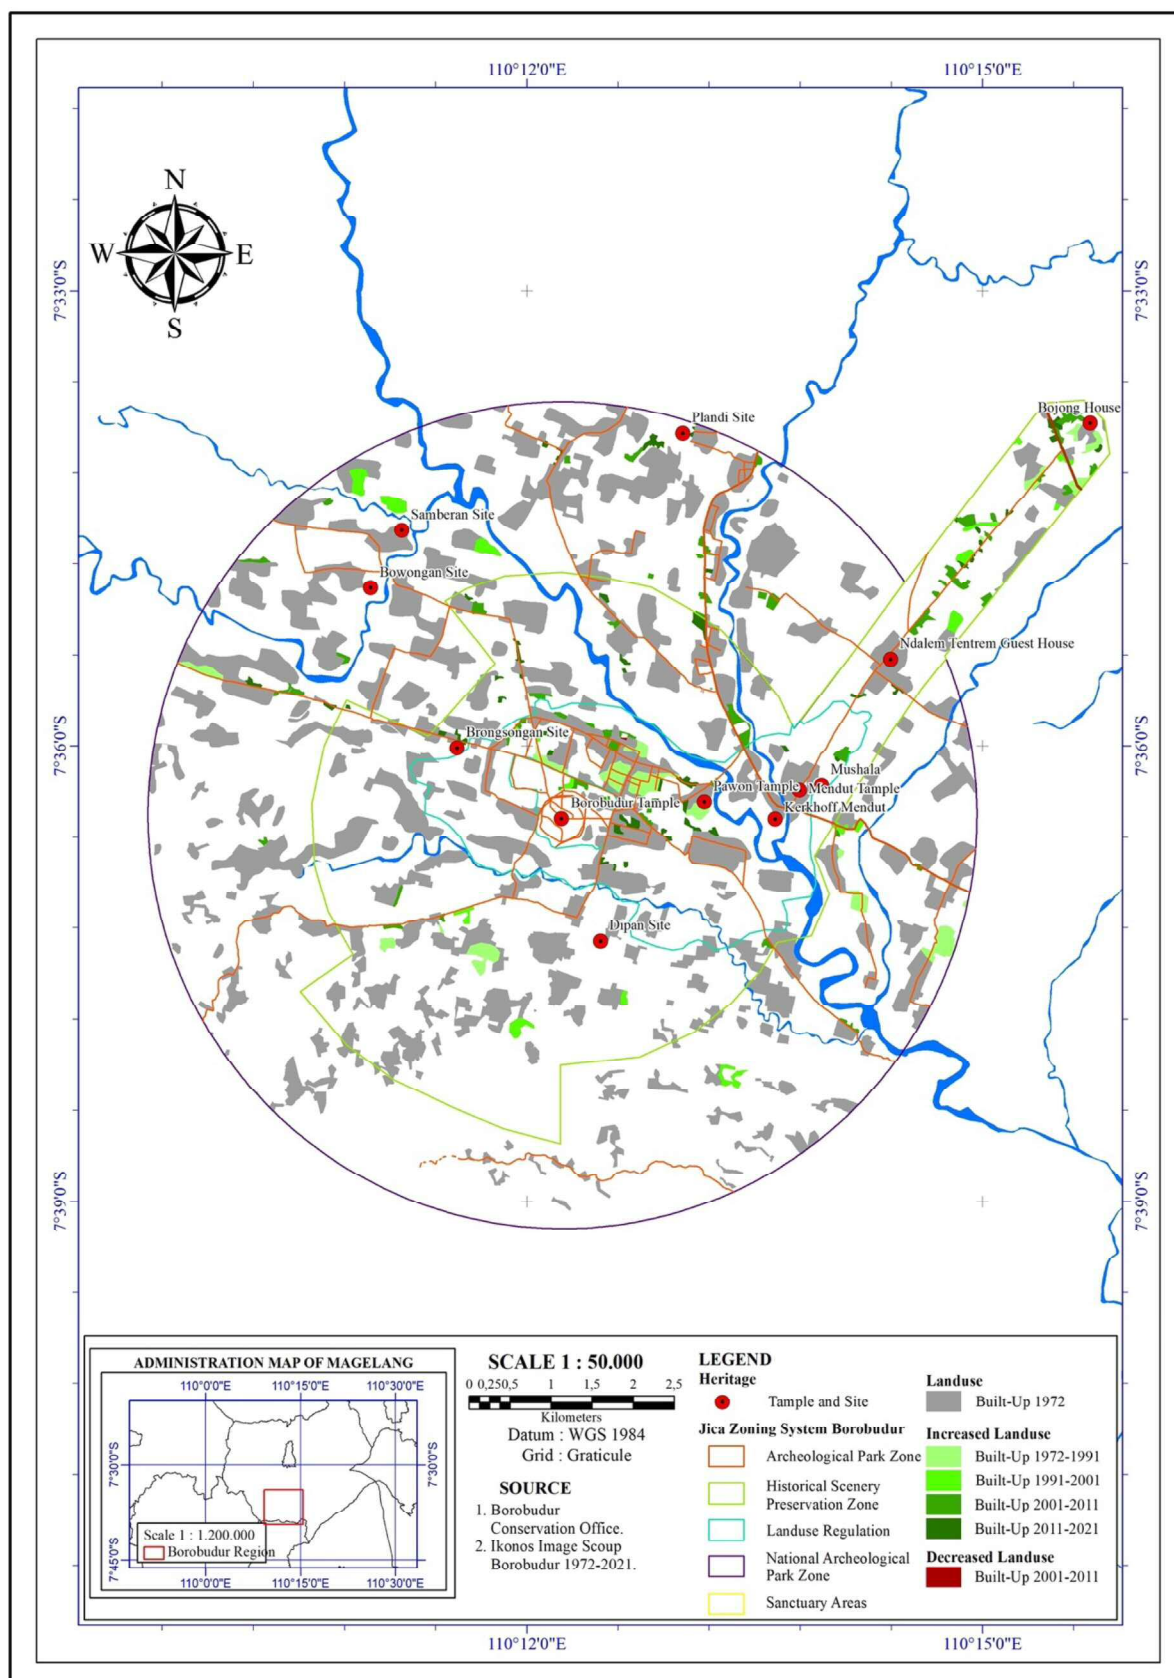 110°12'0"E
110°15'0"E
N
W
E
S
7°33'0"S
7°33'0"S
Bojong House
Plandi Site
Samberan Site
Bowongan Site
Ndalem Tentrem Guest House
7°36'0"S
7°36'0"S
Brongsongan Site
Mushala
Pawon Tample
Mendut Tample
Borobudur Tample
Kerkhoff Mendut
Dipan Site
7°39'0"S
7°39'0"S
ADMINISTRATION MAP OF MAGELANG
110°0'0"E
110°15'0"E
110°30'0"E
7°30'0"S
7°30'0"S
7°45'0"S
Scale 1 : 1.200.000
Borobudur Region
110°0'0"E
110°15'0"E
110°30'0"E
SCALE 1 : 50.000
0 0,250,5 1 1,5 2 2,5
Kilometers
Datum : WGS 1984
Grid : Graticule
SOURCE
1. Borobudur
Conservation Office.
2. Ikonos Image Scoup
Borobudur 1972-2021.
LEGEND
Heritage
Tample and Site
Jica Zoning System Borobudur
Archeological Park Zone
Historical Scenery
Preservation Zone
Landuse Regulation
National Archeological
Park Zone
Sanctuary Areas
Landuse
Built-Up 1972
Increased Landuse
Built-Up 1972-1991
Built-Up 1991-2001
Built-Up 2001-2011
Built-Up 2011-2021
Decreased Landuse
Built-Up 2001-2011
110°12'0"E
110°15'0"E